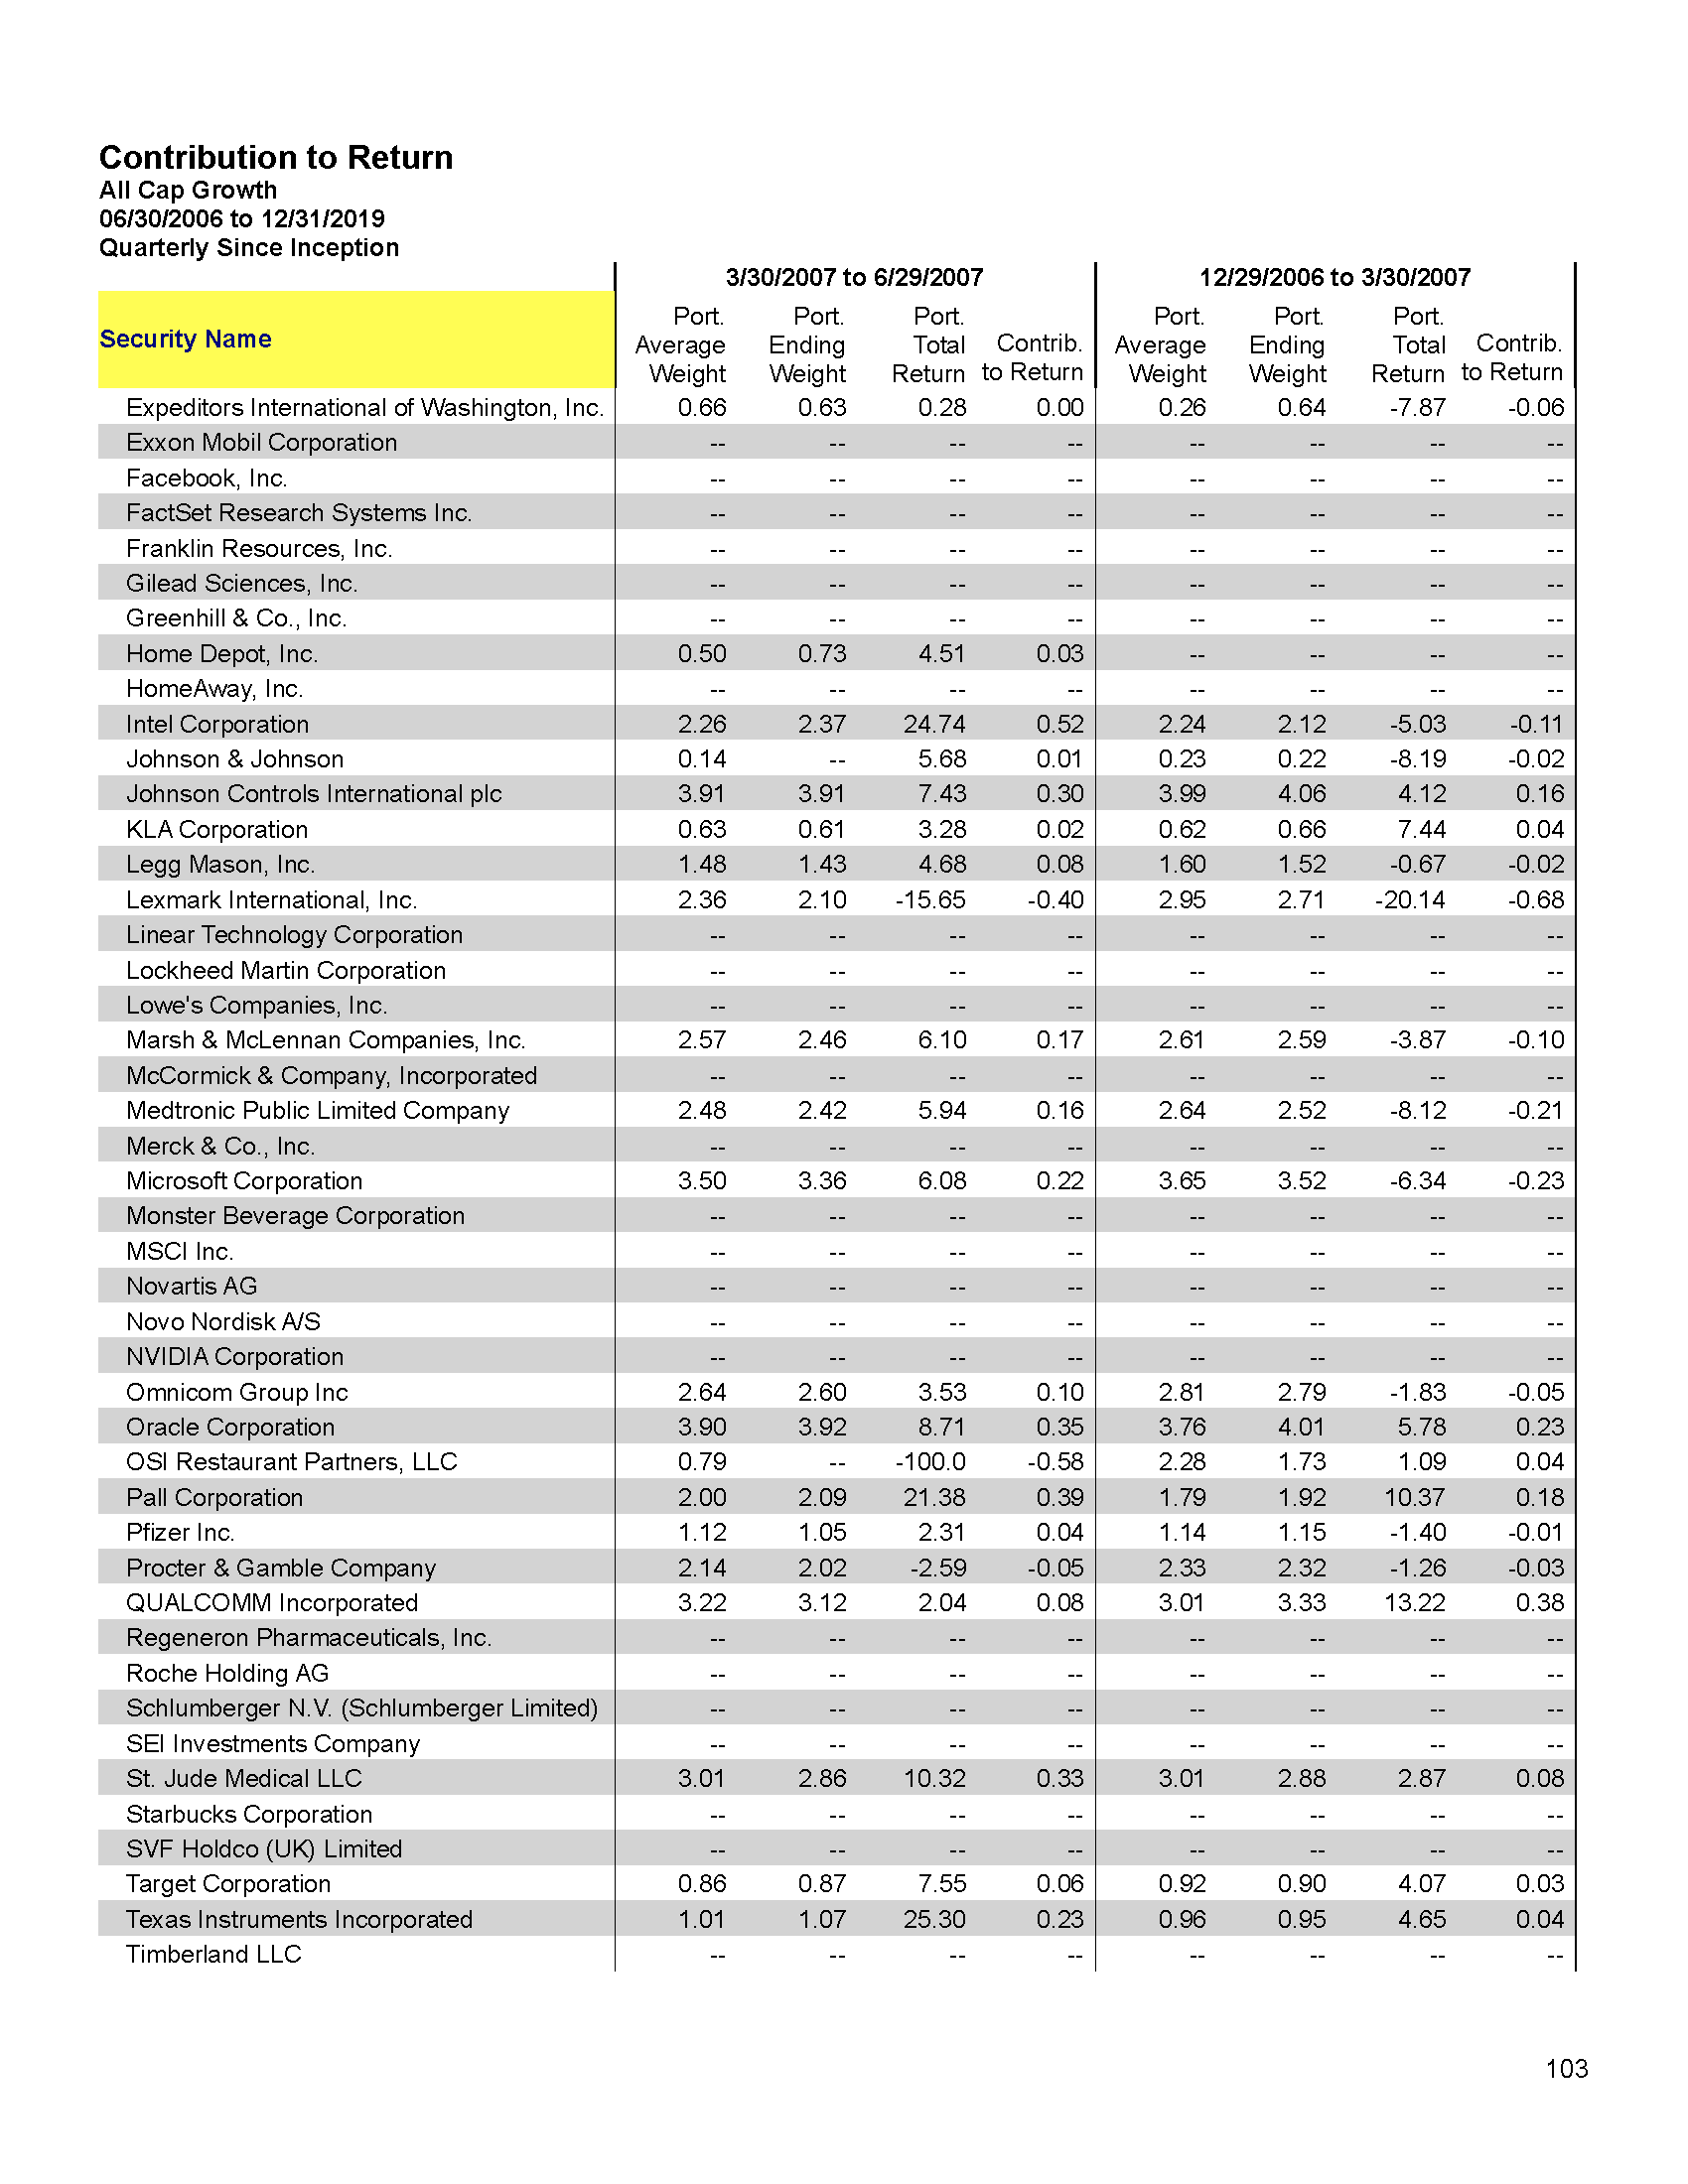 Contribution to Return
All Cap Growth
06/30/2006 to 12/31/2019
Quarterly Since Inception
3/30/2007 to 6/29/2007 12/29/2006 to 3/30/2007
Security Name Port. Average Weight Port. Ending Weight Port. Total Return Contrib. to Return Port. Average Weight Port. Ending Weight Port. Total Return Contrib. to Return
Expeditors International of Washington, Inc. 0.66 0.63 0.28 0.00 0.26 0.64 -7.87 -0.06
Exxon Mobil Corporation -- -- -- -- -- -- -- --
Facebook, Inc. -- -- -- -- -- -- -- --
FactSet Research Systems Inc. -- -- -- -- -- -- -- --
Franklin Resources, Inc. -- -- -- -- -- -- -- --
Gilead Sciences, Inc. -- -- -- -- -- -- -- --
Greenhill & Co., Inc. -- -- -- -- -- -- -- --
Home Depot, Inc. 0.50 0.73 4.51 0.03 -- -- -- --
HomeAway, Inc. -- -- -- -- -- -- -- --
Intel Corporation 2.26 2.37 24.74 0.52 2.24 2.12 -5.03 -0.11
Johnson & Johnson 0.14 -- 5.68 0.01 0.23 0.22 -8.19 -0.02
Johnson Controls International plc 3.91 3.91 7.43 0.30 3.99 4.06 4.12 0.16
KLA Corporation 0.63 0.61 3.28 0.02 0.62 0.66 7.44 0.04
Legg Mason, Inc. 1.48 1.43 4.68 0.08 1.60 1.52 -0.67 -0.02
Lexmark International, Inc. 2.36 2.10 -15.65 -0.40 2.95 2.71 -20.14 -0.68
Linear Technology Corporation -- -- -- -- -- -- -- --
Lockheed Martin Corporation -- -- -- -- -- -- -- --
Lowe's Companies, Inc. -- -- -- -- -- -- -- --
Marsh & McLennan Companies, Inc. 2.57 2.46 6.10 0.17 2.61 2.59 -3.87 -0.10
McCormick & Company, Incorporated -- -- -- -- -- -- -- --
Medtronic Public Limited Company 2.48 2.42 5.94 0.16 2.64 2.52 -8.12 -0.21
Merck & Co., Inc. -- -- -- -- -- -- -- --
Microsoft Corporation 3.50 3.36 6.08 0.22 3.65 3.52 -6.34 -0.23
Monster Beverage Corporation -- -- -- -- -- -- -- --
MSCI Inc. -- -- -- -- -- -- -- --
Novartis AG -- -- -- -- -- -- -- --
Novo Nordisk A/S -- -- -- -- -- -- -- --
NVIDIA Corporation -- -- -- -- -- -- -- --
Omnicom Group Inc 2.64 2.60 3.53 0.10 2.81 2.79 -1.83 -0.05
Oracle Corporation 3.90 3.92 8.71 0.35 3.76 4.01 5.78 0.23
OSI Restaurant Partners, LLC 0.79 -- -100.0 -0.58 2.28 1.73 1.09 0.04
Pall Corporation 2.00 2.09 21.38 0.39 1.79 1.92 10.37 0.18
Pfizer Inc. 1.12 1.05 2.31 0.04 1.14 1.15 -1.40 -0.01
Procter & Gamble Company 2.14 2.02 -2.59 -0.05 2.33 2.32 -1.26 -0.03
QUALCOMM Incorporated 3.22 3.12 2.04 0.08 3.01 3.33 13.22 0.38
Regeneron Pharmaceuticals, Inc. -- -- -- -- -- -- -- --
Roche Holding AG -- -- -- -- -- -- -- --
Schlumberger N.V. (Schlumberger Limited) -- -- -- -- -- -- -- --
SEI Investments Company -- -- -- -- -- -- -- --
St. Jude Medical LLC 3.01 2.86 10.32 0.33 3.01 2.88 2.87 0.08
Starbucks Corporation -- -- -- -- -- -- -- --
SVF Holdco (UK) Limited -- -- -- -- -- -- -- --
Target Corporation 0.86 0.87 7.55 0.06 0.92 0.90 4.07 0.03
Texas Instruments Incorporated 1.01 1.07 25.30 0.23 0.96 0.95 4.65 0.04
Timberland LLC -- -- -- -- -- -- -- --
103